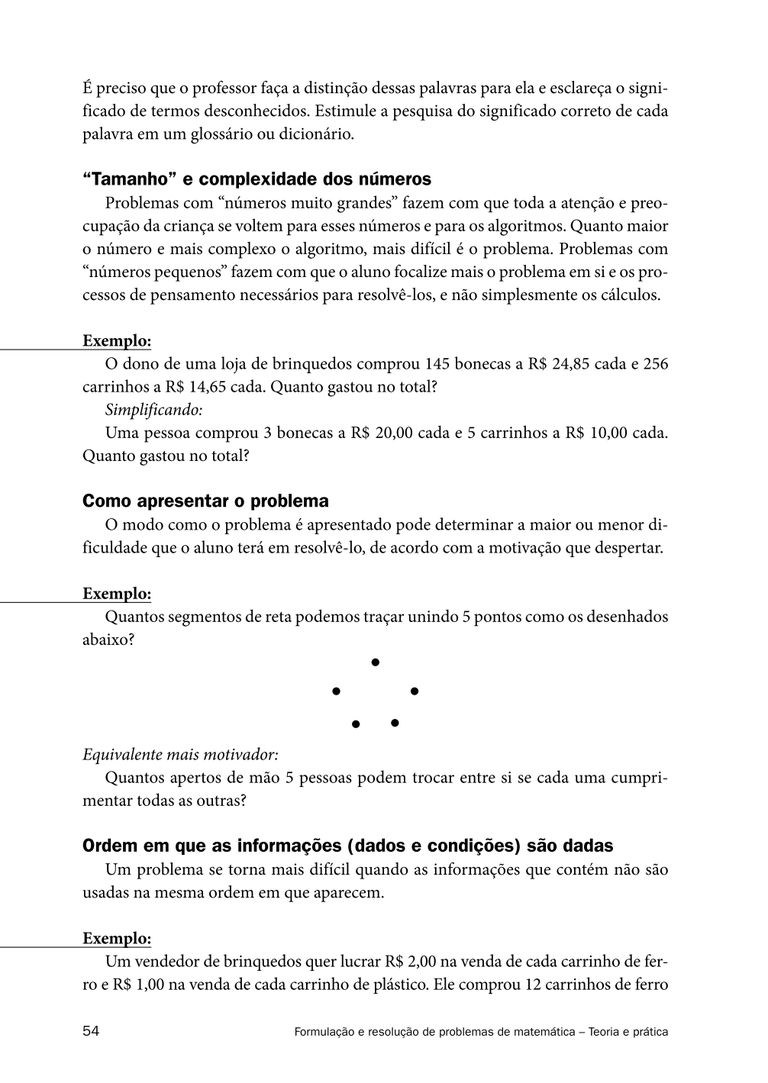 É preciso que o professor faça a distinção dessas palavras para ela e esclareça o signi-
ficado de termos desconhecidos. Estimule a pesquisa do significado correto de cada
palavra em um glossário ou dicionário.
“Tamanho” e complexidade dos números
Problemas com “números muito grandes” fazem com que toda a atenção e preo-
cupação da criança se voltem para esses números e para os algoritmos. Quanto maior
o número e mais complexo o algoritmo, mais difícil é o problema. Problemas com
“números pequenos” fazem com que o aluno focalize mais o problema em si e os pro-
cessos de pensamento necessários para resolvê-los, e não simplesmente os cálculos.
Exemplo:
O dono de uma loja de brinquedos comprou 145 bonecas a R$ 24,85 cada e 256
carrinhos a R$ 14,65 cada. Quanto gastou no total?
Simplificando:
Uma pessoa comprou 3 bonecas a R$ 20,00 cada e 5 carrinhos a R$ 10,00 cada.
Quanto gastou no total?
Como apresentar o problema
O modo como o problema é apresentado pode determinar a maior ou menor di-
ficuldade que o aluno terá em resolvê-lo, de acordo com a motivação que despertar.
Exemplo:
Quantos segmentos de reta podemos traçar unindo 5 pontos como os desenhados
abaixo?
Equivalente mais motivador:
Quantos apertos de mão 5 pessoas podem trocar entre si se cada uma cumpri-
mentar todas as outras?
Ordem em que as informações (dados e condições) são dadas
Um problema se torna mais difícil quando as informações que contém não são
usadas na mesma ordem em que aparecem.
Exemplo:
Um vendedor de brinquedos quer lucrar R$ 2,00 na venda de cada carrinho de fer-
ro e R$ 1,00 na venda de cada carrinho de plástico. Ele comprou 12 carrinhos de ferro
54 Formulação e resolução de problemas de matemática – Teoria e prática